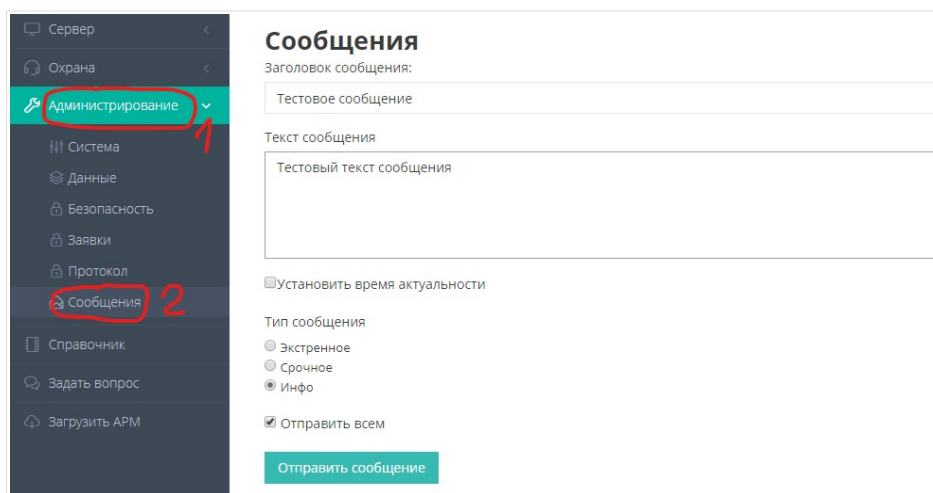 Сервер
Охрана
Администрирование
1
Система
Данные
Безопасность
Заявки
Протокол
Сообщения
2
Справочник
Задать вопрос
Загрузить АРМ
Сообщения
Заголовок сообщения:
Тестовое сообщение
Текст сообщения
Тестовый текст сообщения
Установить время актуальности
Тип сообщения
Экстренное
Срочное
Инфо
Отправить всем
Отправить сообщение